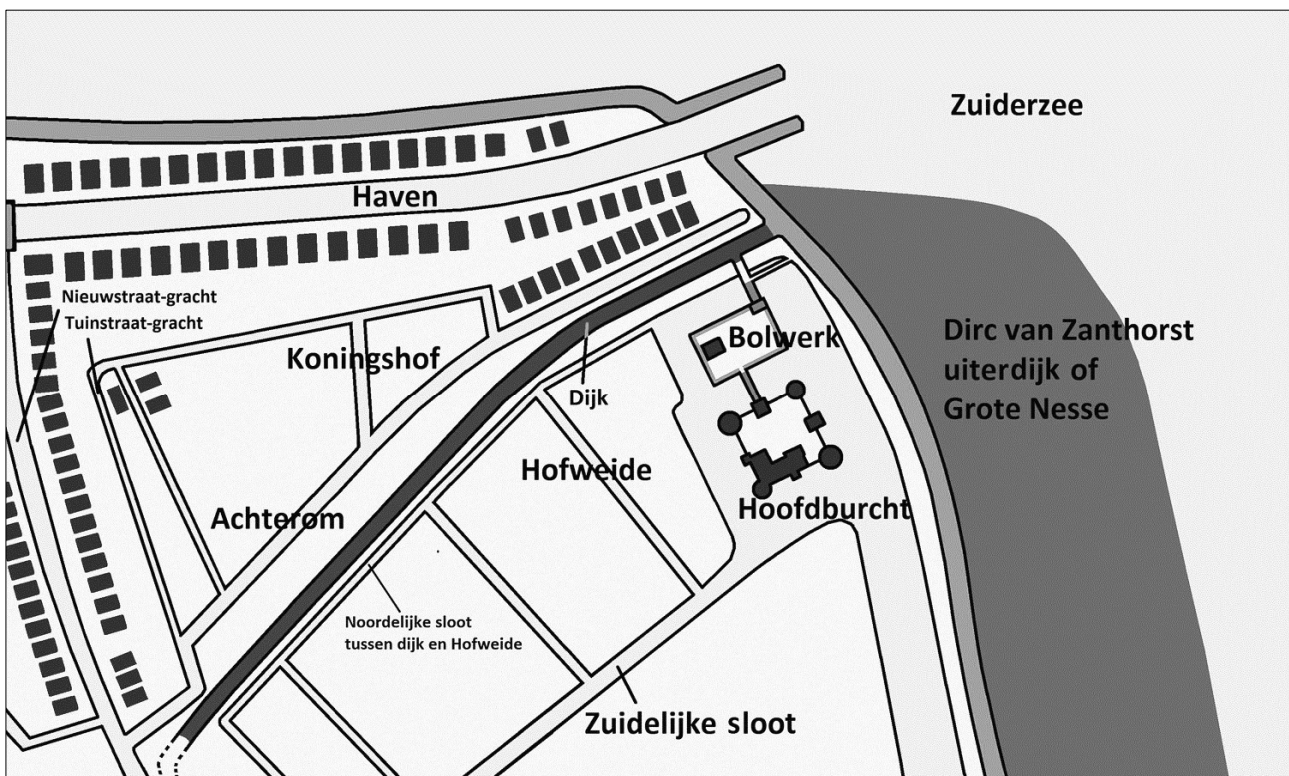 Zuiderzee
Haven
Nieuwstraat-gracht
Tuinstraat-gracht
Koningshof
Bolwerk
Dijk
Dirc van Zanthorst
uiterdijk of
Grote Nesse
Hofweide
Hoofdburcht
Achterom
Noordelijke sloot
tussen dijk en Hofweide
Zuidelijke sloot